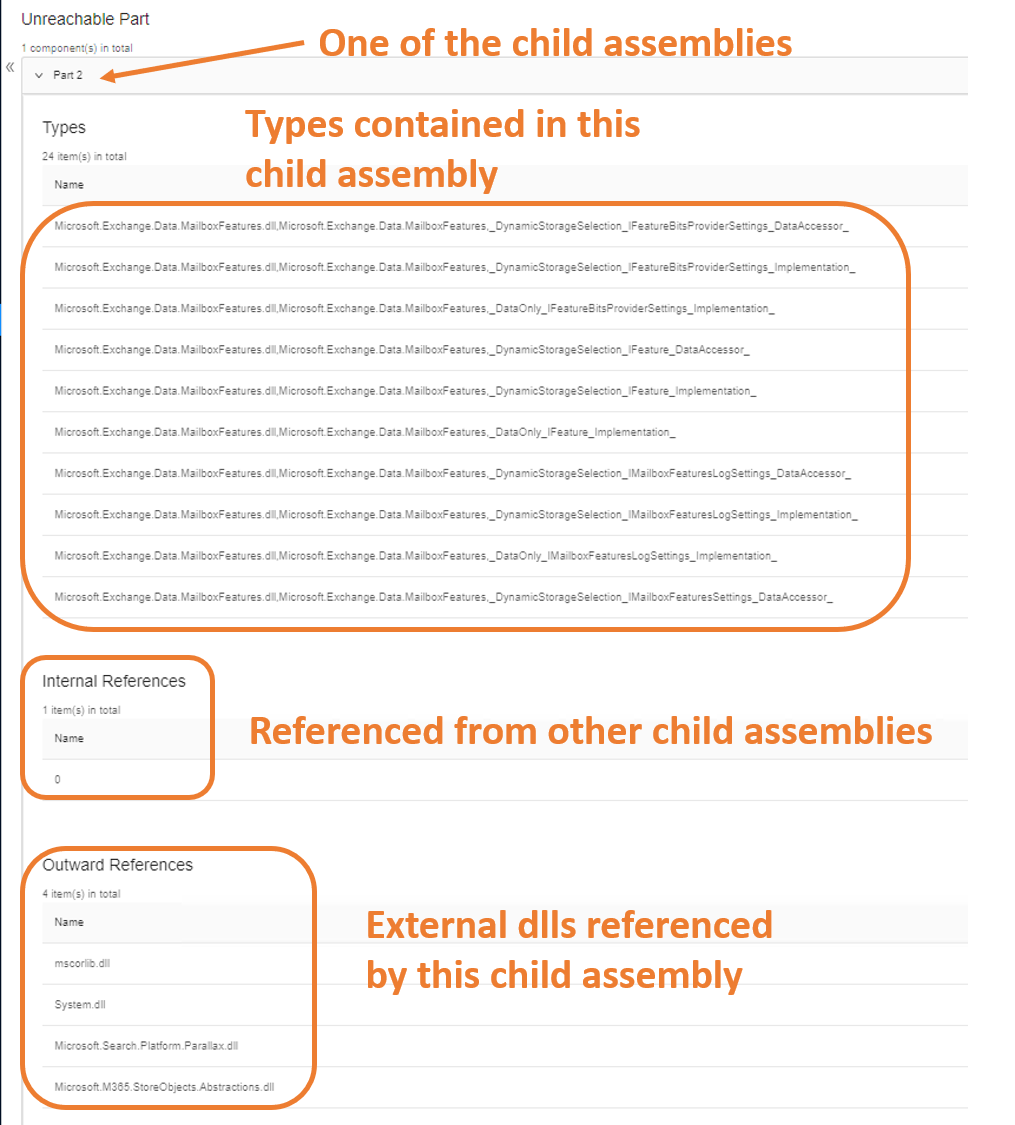 Unreachable Part
One of the child assemblies
1 component(s) in total
«
Part 2
Types
Types contained in this
24 item(s) in total
child assembly
Name
Microsoft.Exchange.Data.MailboxFeatures.dll,Microsoft.Exchange.Data.MailboxFeatures,_DynamicStorageSelection_IFeatureBitsProviderSettings_DataAccessor_
Microsoft.Exchange.Data.MailboxFeatures.dll,Microsoft.Exchange.Data.MailboxFeatures,_DynamicStorageSelection_IFeatureBitsProviderSettings_Implementation_
Microsoft.Exchange.Data.MailboxFeatures.dll,Microsoft.Exchange.Data.MailboxFeatures,_DataOnly_IFeatureBitsProviderSettings_Implementation_
Microsoft.Exchange.Data.MailboxFeatures.dll,Microsoft.Exchange.Data.MailboxFeatures,_DynamicStorageSelection_IFeature_DataAccessor_
Microsoft.Exchange.Data.MailboxFeatures.dll,Microsoft.Exchange.Data.MailboxFeatures,_DynamicStorageSelection_IFeature_Implementation_
Microsoft.Exchange.Data.MailboxFeatures.dll,Microsoft.Exchange.Data.MailboxFeatures,_DataOnly_IFeature_Implementation_
Microsoft.Exchange.Data.MailboxFeatures.dll,Microsoft.Exchange.Data.MailboxFeatures,_DynamicStorageSelection_IMailboxFeaturesLogSettings_DataAccessor_
Microsoft.Exchange.Data.MailboxFeatures.dll,Microsoft.Exchange.Data.MailboxFeatures,_DynamicStorageSelection_IMailboxFeaturesLogSettings_Implementation_
Microsoft.Exchange.Data.MailboxFeatures.dll,Microsoft.Exchange.Data.MailboxFeatures,_DataOnly_IMailboxFeaturesLogSettings_Implementation_
Microsoft.Exchange.Data.MailboxFeatures.dll,Microsoft.Exchange.Data.MailboxFeatures,_DynamicStorageSelection_IMailboxFeaturesSettings_DataAccessor_
Internal References
1 item(s) in total
Name
Referenced from other child assemblies
0
Outward References
4 item(s) in total
Name
External dlls referenced
by this child assembly
mscorlib.dll
System.dll
Microsoft.Search.Platform.Parallax.dll
Microsoft.M365.StoreObjects.Abstractions.dll